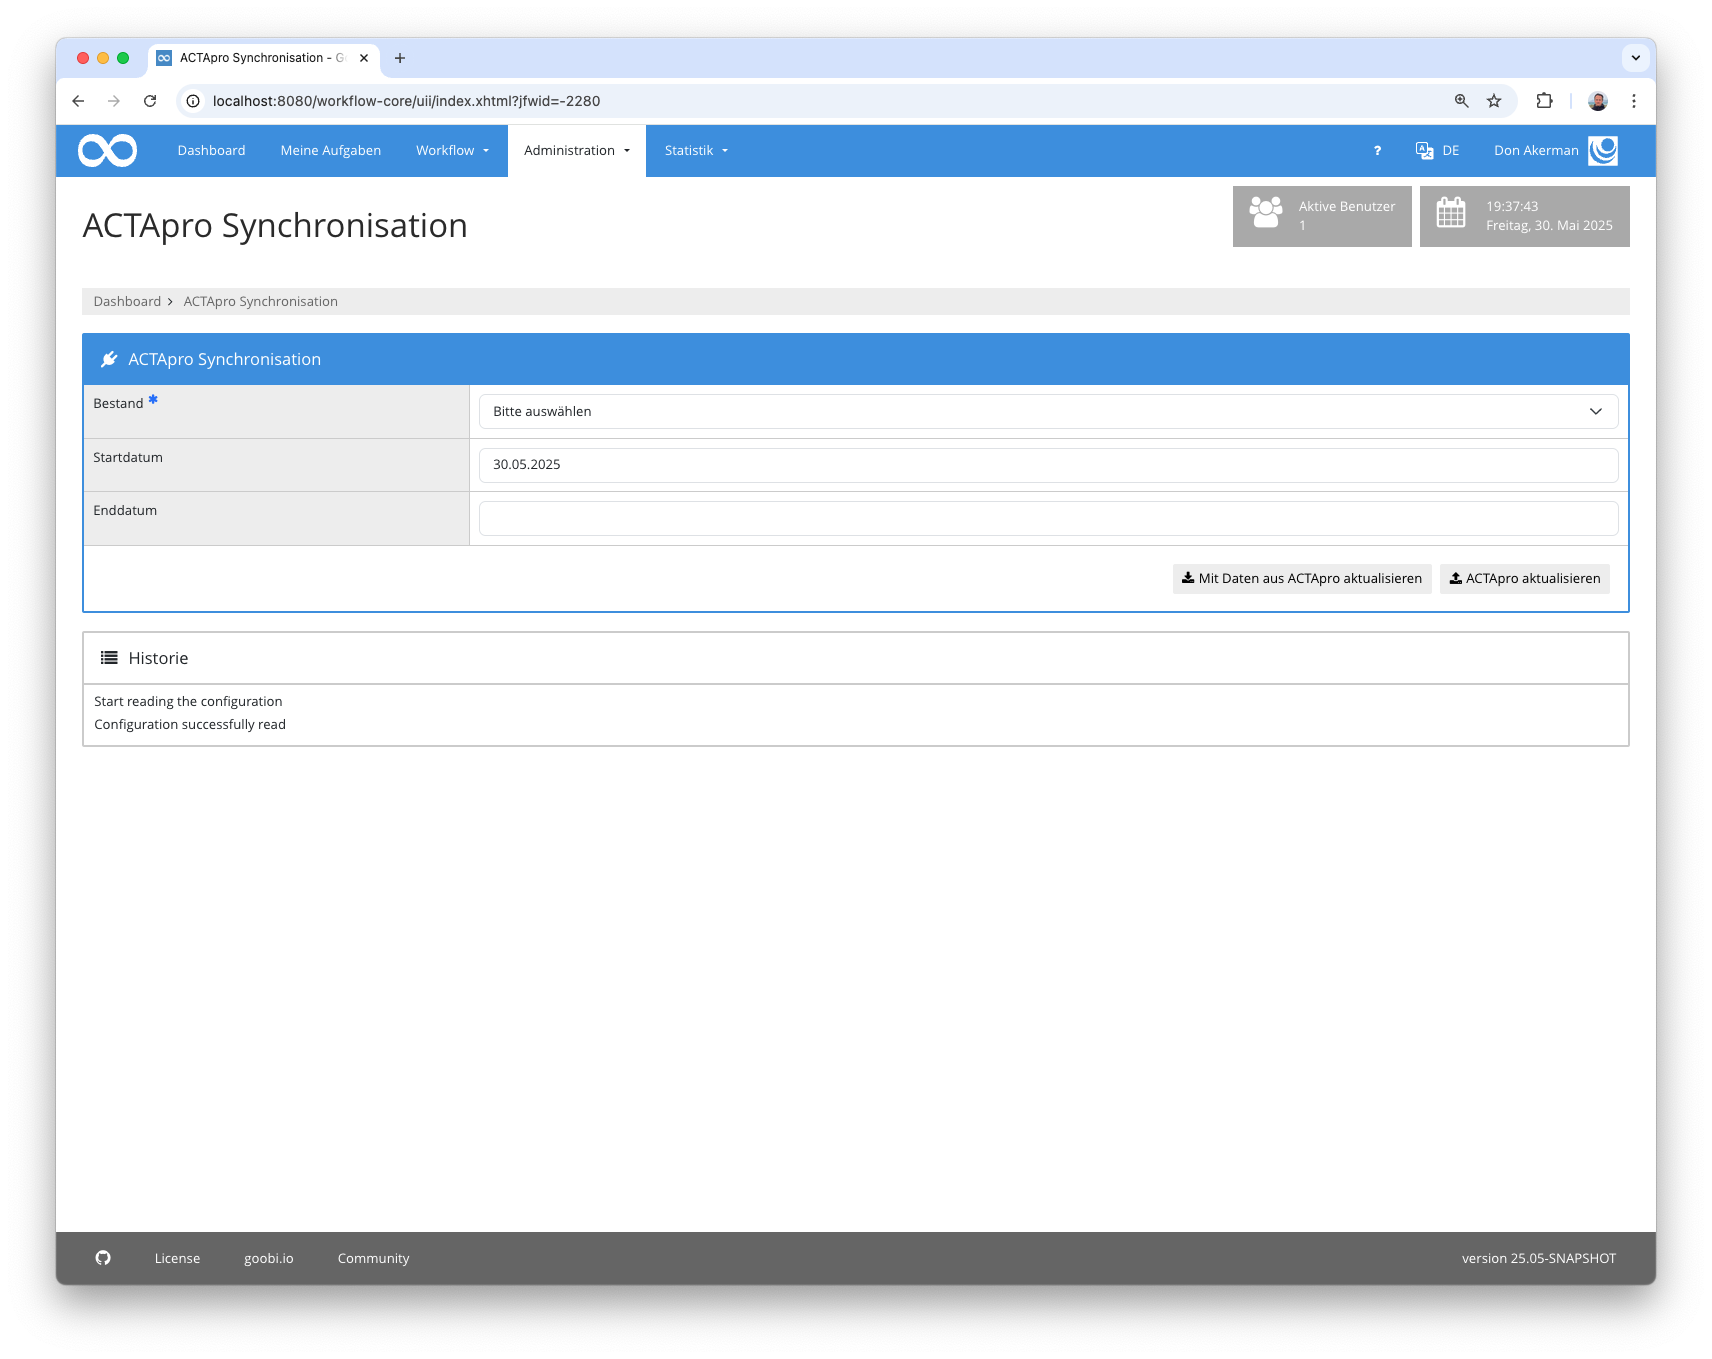 ACTApro Synchronisation - G
localhost:8080/workflow-core/uii/index.xhtml?jfwid=-2280
Dashboard Meine Aufgaben Workflow Administration Statistik ? DE Don Akerman
ACTApro Synchronisation
Aktive Benutzer
1
19:37:43
Freitag, 30. Mai 2025
Dashboard > ACTApro Synchronisation
ACTApro Synchronisation
Bestand * Bitte auswählen
Startdatum 30.05.2025
Enddatum
Mit Daten aus ACTApro aktualisieren ACTApro aktualisieren
Historie
Start reading the configuration
Configuration successfully read
License goobi.io Community version 25.05-SNAPSHOT